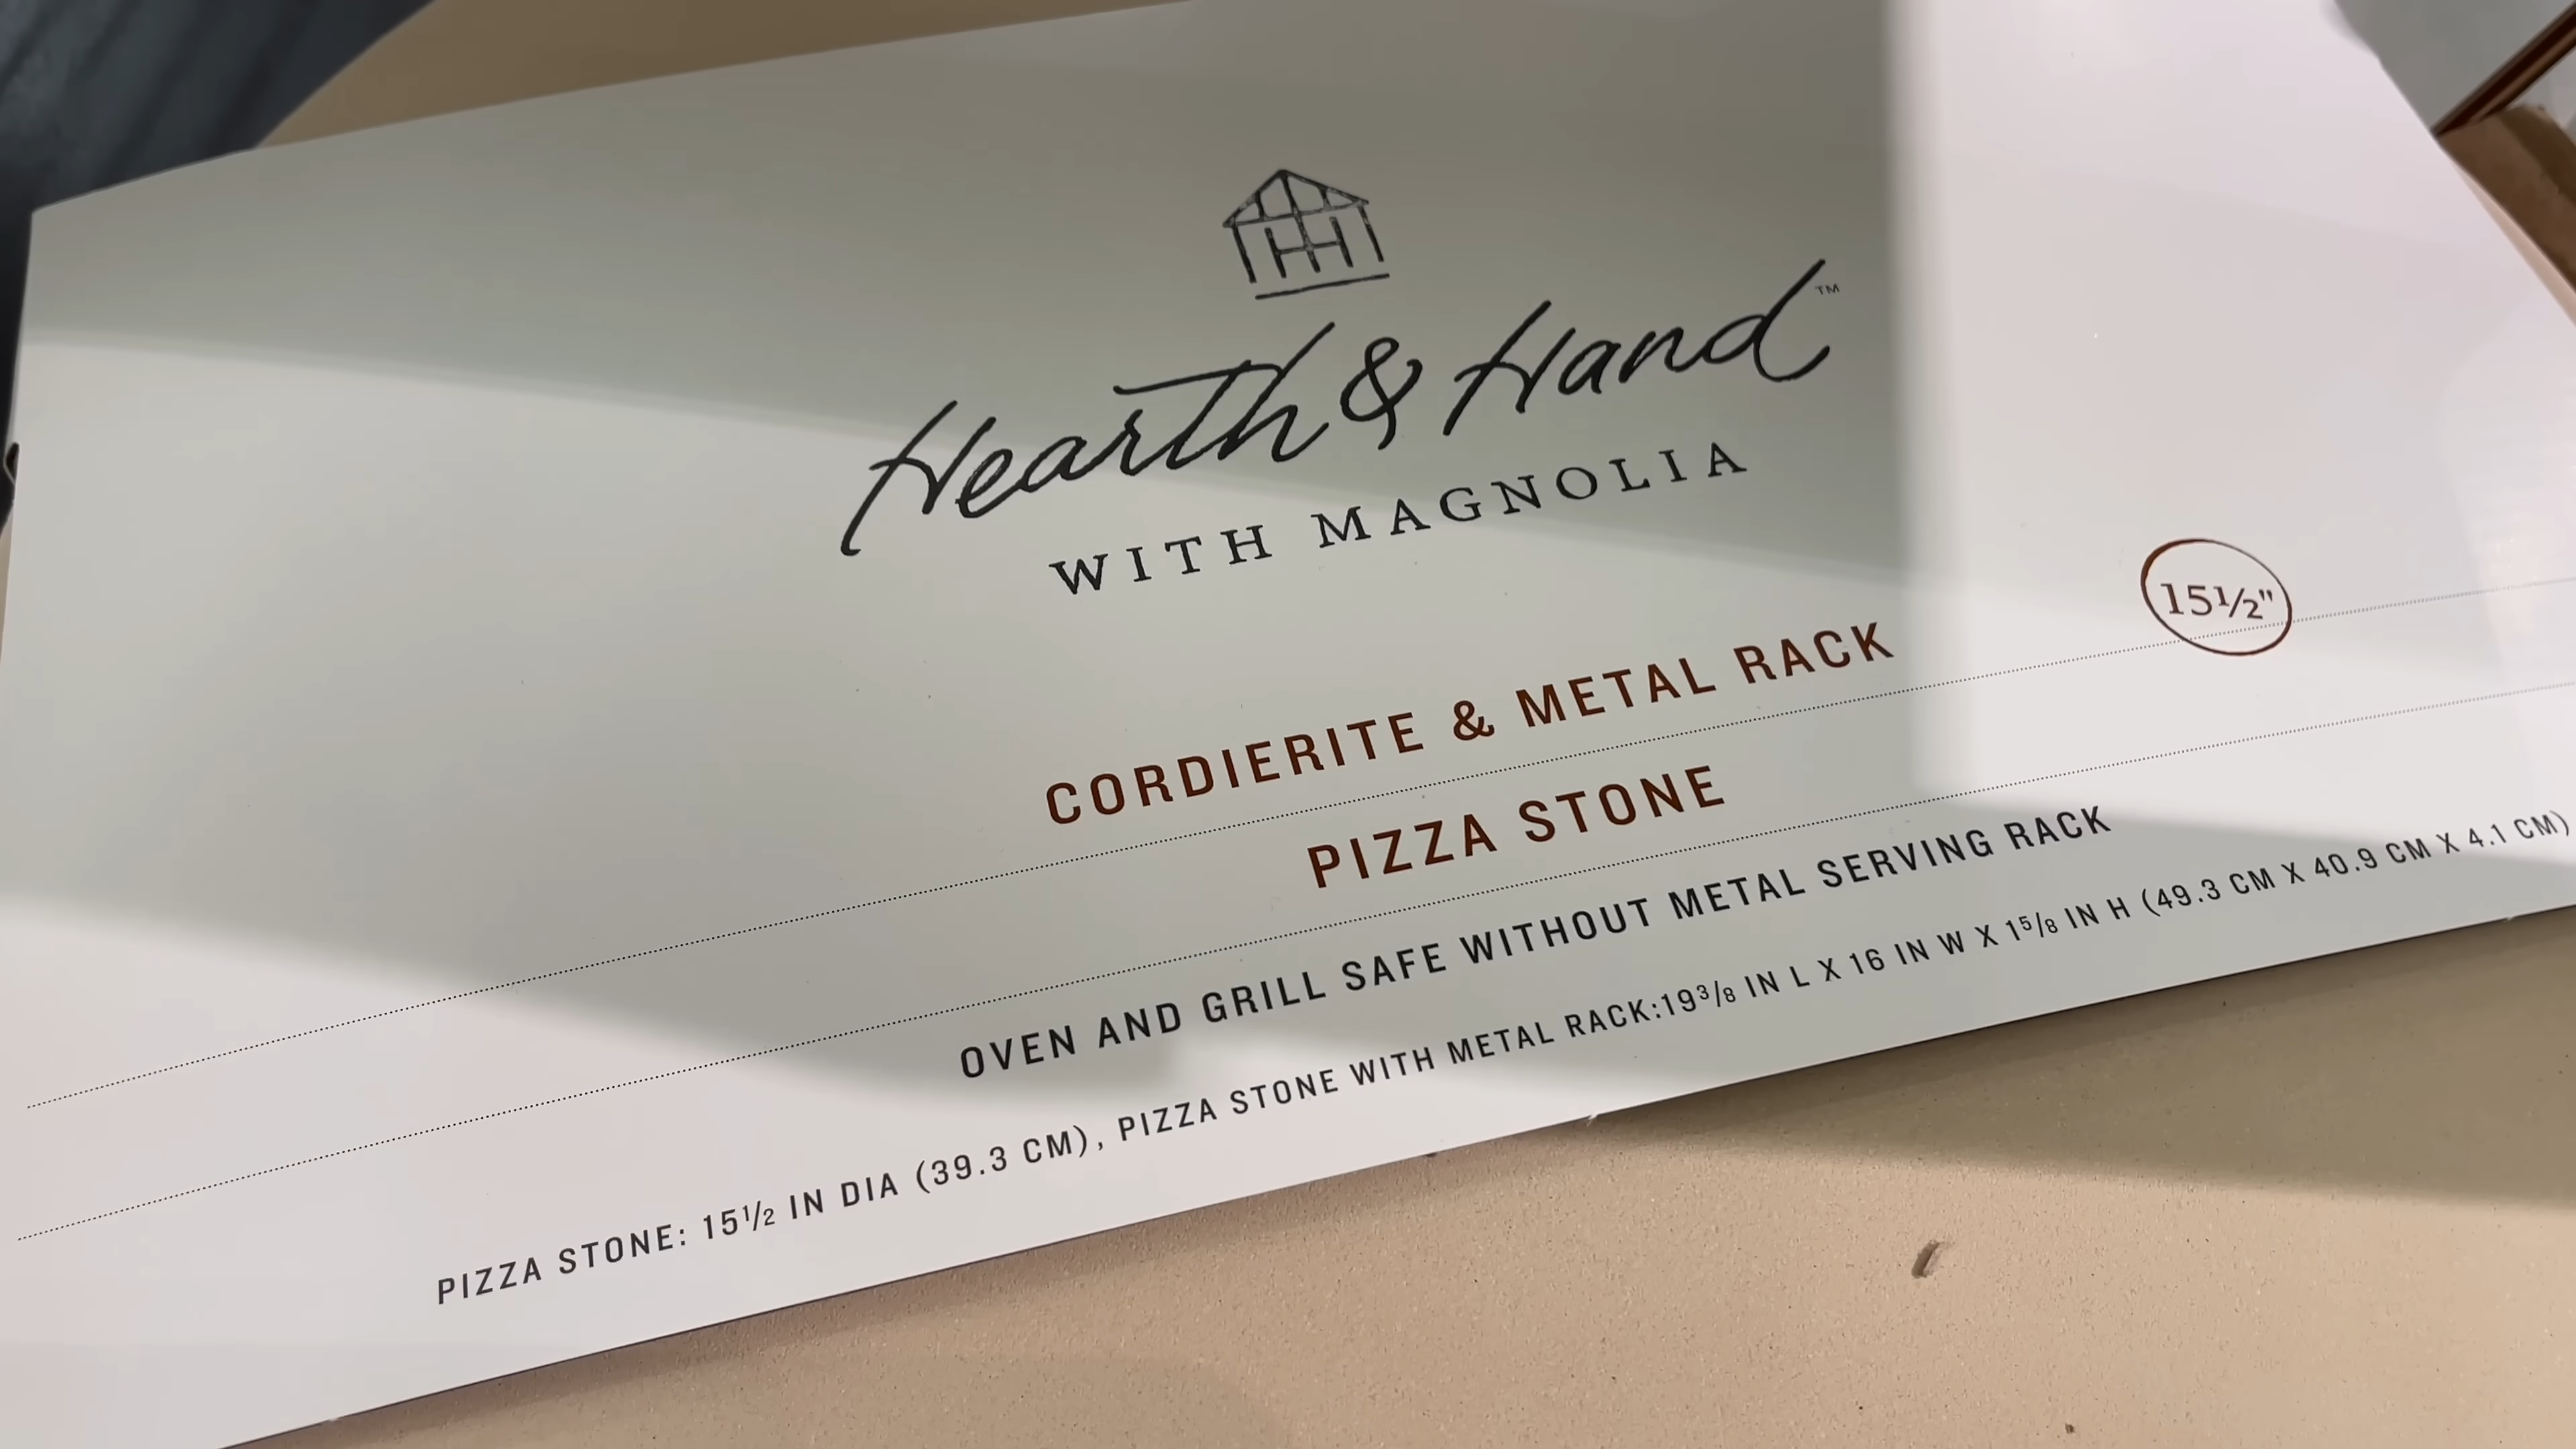 HH
Hearth & Hand™
WITH MAGNOLIA
15½"
CORDIERITE & METAL RACK
PIZZA STONE
OVEN AND GRILL SAFE WITHOUT METAL SERVING RACK
PIZZA STONE: 15½ IN DIA (39.3 CM), PIZZA STONE WITH METAL RACK:19⅜ IN L X 16 IN W X 1⅝ IN H (49.3 CM X 40.9 CM X 4.1 CM)